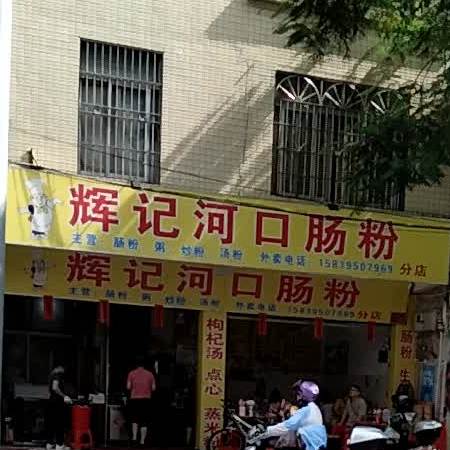 辉记河口肠粉
主营：肠粉 粥 炒粉 汤粉 外卖电话：15839507969 分店
辉记河口肠粉
主营：肠粉 粥 炒粉 汤粉 外卖电话：15839507969 分店
枸杞汤 点心 蒸米
肠粉 生